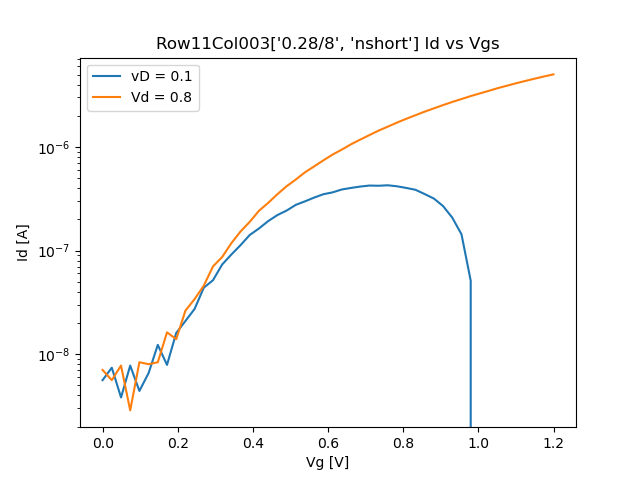 Row11Col003['0.28/8', 'nshort'] Id vs Vgs
vD = 0.1
Vd = 0.8
Id [A]
10⁻⁶
10⁻⁷
10⁻⁸
0.0 0.2 0.4 0.6 0.8 1.0 1.2
Vg [V]